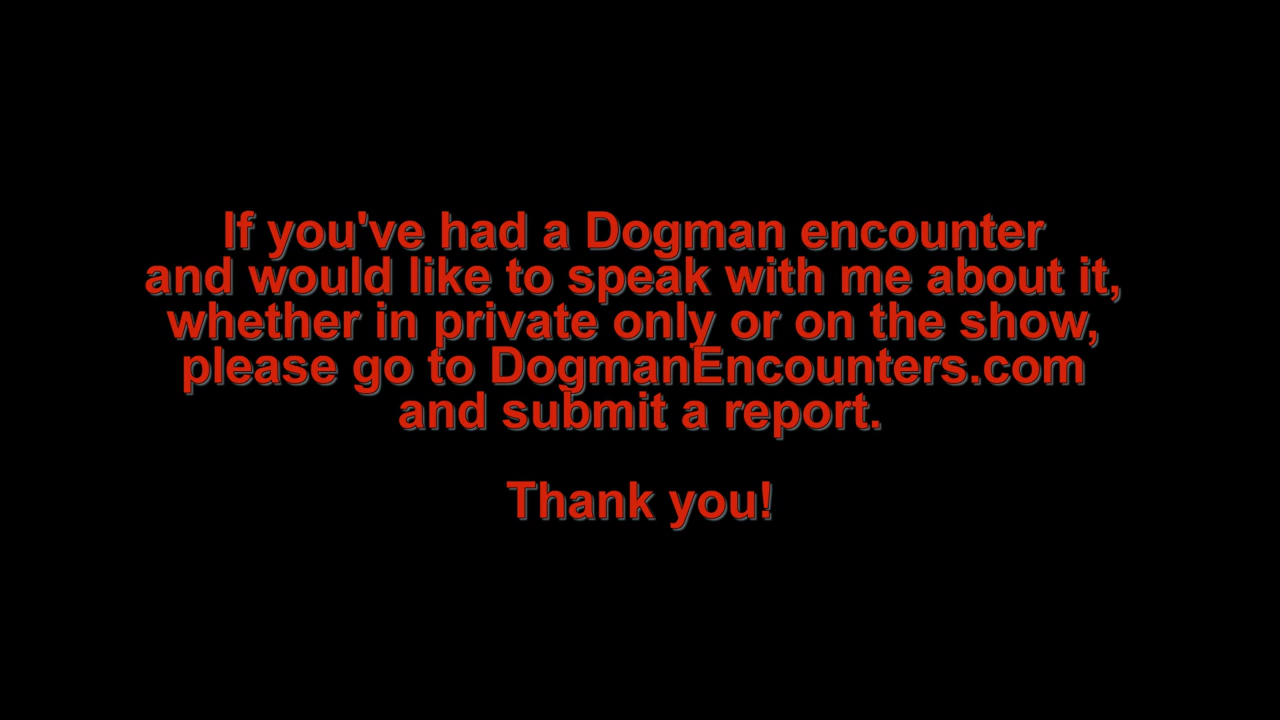 If you've had a Dogman encounter
and would like to speak with me about it,
whether in private only or on the show,
please go to DogmanEncounters.com
and submit a report.
Thank you!